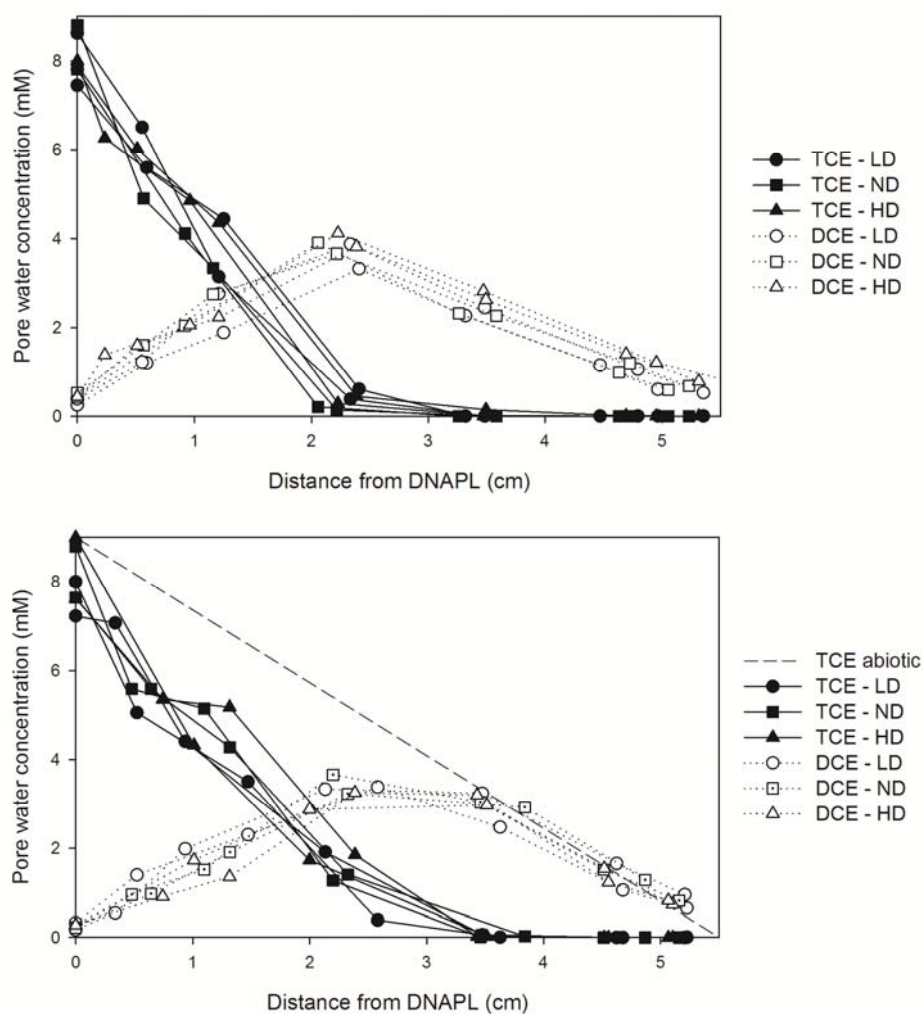 Pore water concentration (mM)
8
6
4
2
0
0 1 2 3 4 5
Distance from DNAPL (cm)
TCE - LD
TCE - ND
TCE - HD
DCE - LD
DCE - ND
DCE - HD
Pore water concentration (mM)
8
6
4
2
0
0 1 2 3 4 5
Distance from DNAPL (cm)
TCE abiotic
TCE - LD
TCE - ND
TCE - HD
DCE - LD
DCE - ND
DCE - HD